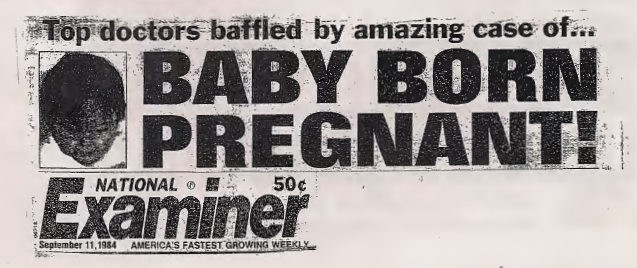 Top doctors baffled by amazing case of...
BABY BORN
PREGNANT!
NATIONAL ®
50¢
Examiner
September 11, 1984 AMERICA'S FASTEST GROWING WEEKLY